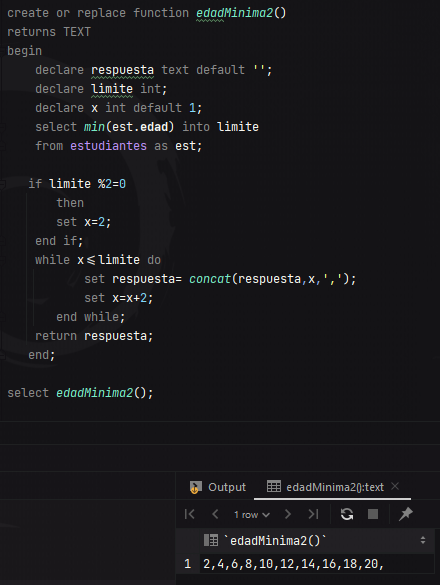 create or replace function edadMinima2()
returns TEXT
begin
declare respuesta text default '';
declare limite int;
declare x int default 1;
select min(est.edad) into limite
from estudiantes as est;
if limite %2=0
then
set x=2;
end if;
while x<=limite do
set respuesta= concat(respuesta,x,',');
set x=x+2;
end while;
return respuesta;
end;
select edadMinima2();
Output edadMinima2():text
1 row
`edadMinima2()`
1 2,4,6,8,10,12,14,16,18,20,